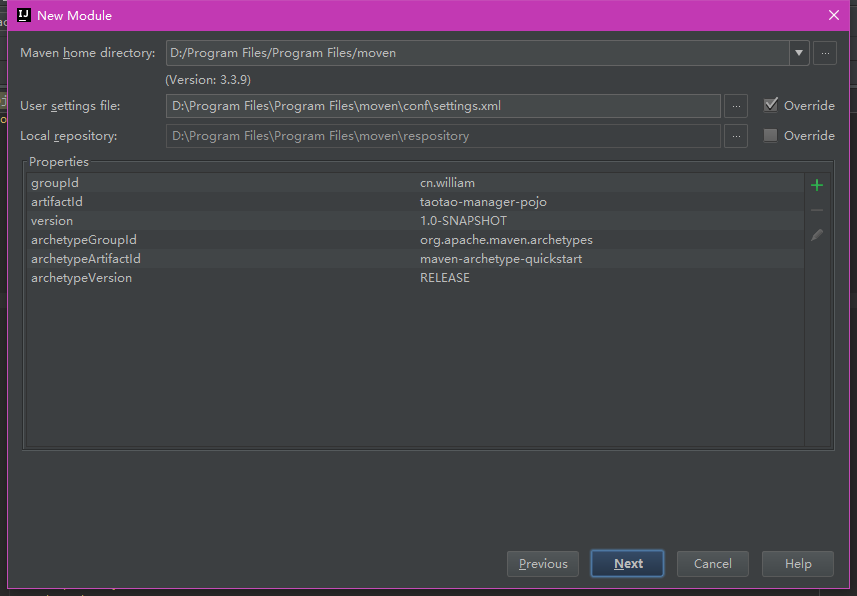 New Module
Maven home directory: D:/Program Files/Program Files/moven ...
(Version: 3.3.9)
User settings file: D:\Program Files\Program Files\moven\conf\settings.xml ... Override
Local repository: D:\Program Files\Program Files\moven\respository ... Override
Properties
groupId cn.william
artifactId taotao-manager-pojo
version 1.0-SNAPSHOT
archetypeGroupId org.apache.maven.archetypes
archetypeArtifactId maven-archetype-quickstart
archetypeVersion RELEASE
Previous Next Cancel Help